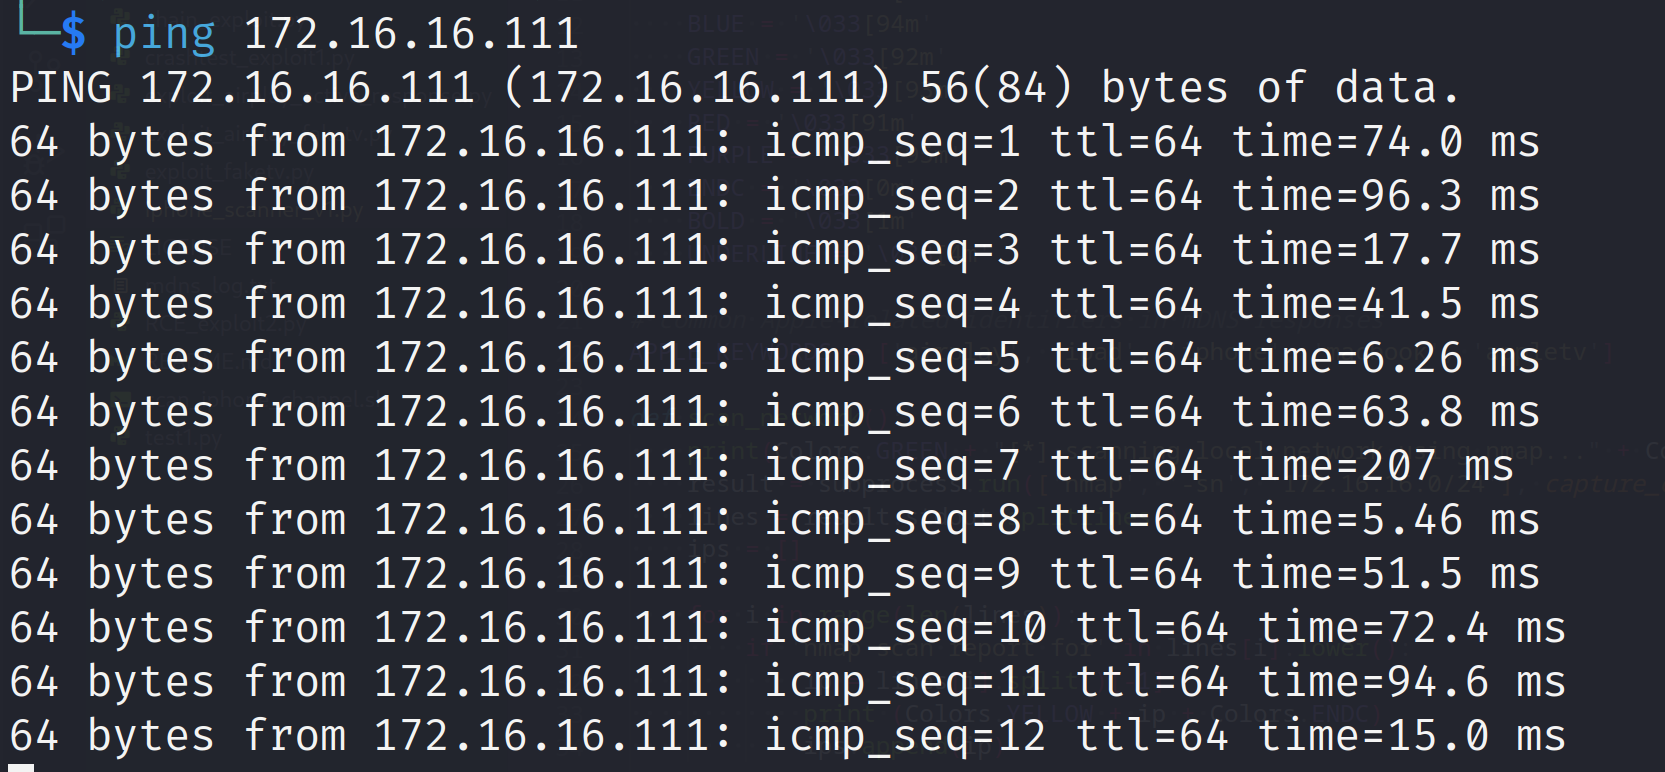 └─$ ping 172.16.16.111
PING 172.16.16.111 (172.16.16.111) 56(84) bytes of data.
64 bytes from 172.16.16.111: icmp_seq=1 ttl=64 time=74.0 ms
64 bytes from 172.16.16.111: icmp_seq=2 ttl=64 time=96.3 ms
64 bytes from 172.16.16.111: icmp_seq=3 ttl=64 time=17.7 ms
64 bytes from 172.16.16.111: icmp_seq=4 ttl=64 time=41.5 ms
64 bytes from 172.16.16.111: icmp_seq=5 ttl=64 time=6.26 ms
64 bytes from 172.16.16.111: icmp_seq=6 ttl=64 time=63.8 ms
64 bytes from 172.16.16.111: icmp_seq=7 ttl=64 time=207 ms
64 bytes from 172.16.16.111: icmp_seq=8 ttl=64 time=5.46 ms
64 bytes from 172.16.16.111: icmp_seq=9 ttl=64 time=51.5 ms
64 bytes from 172.16.16.111: icmp_seq=10 ttl=64 time=72.4 ms
64 bytes from 172.16.16.111: icmp_seq=11 ttl=64 time=94.6 ms
64 bytes from 172.16.16.111: icmp_seq=12 ttl=64 time=15.0 ms